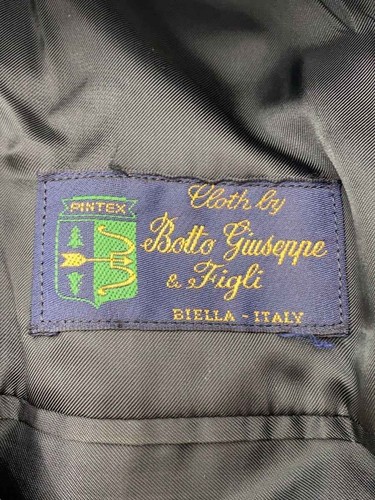 PINTEX
Cloth by
Botto Giuseppe
& Figli
BIELLA - ITALY